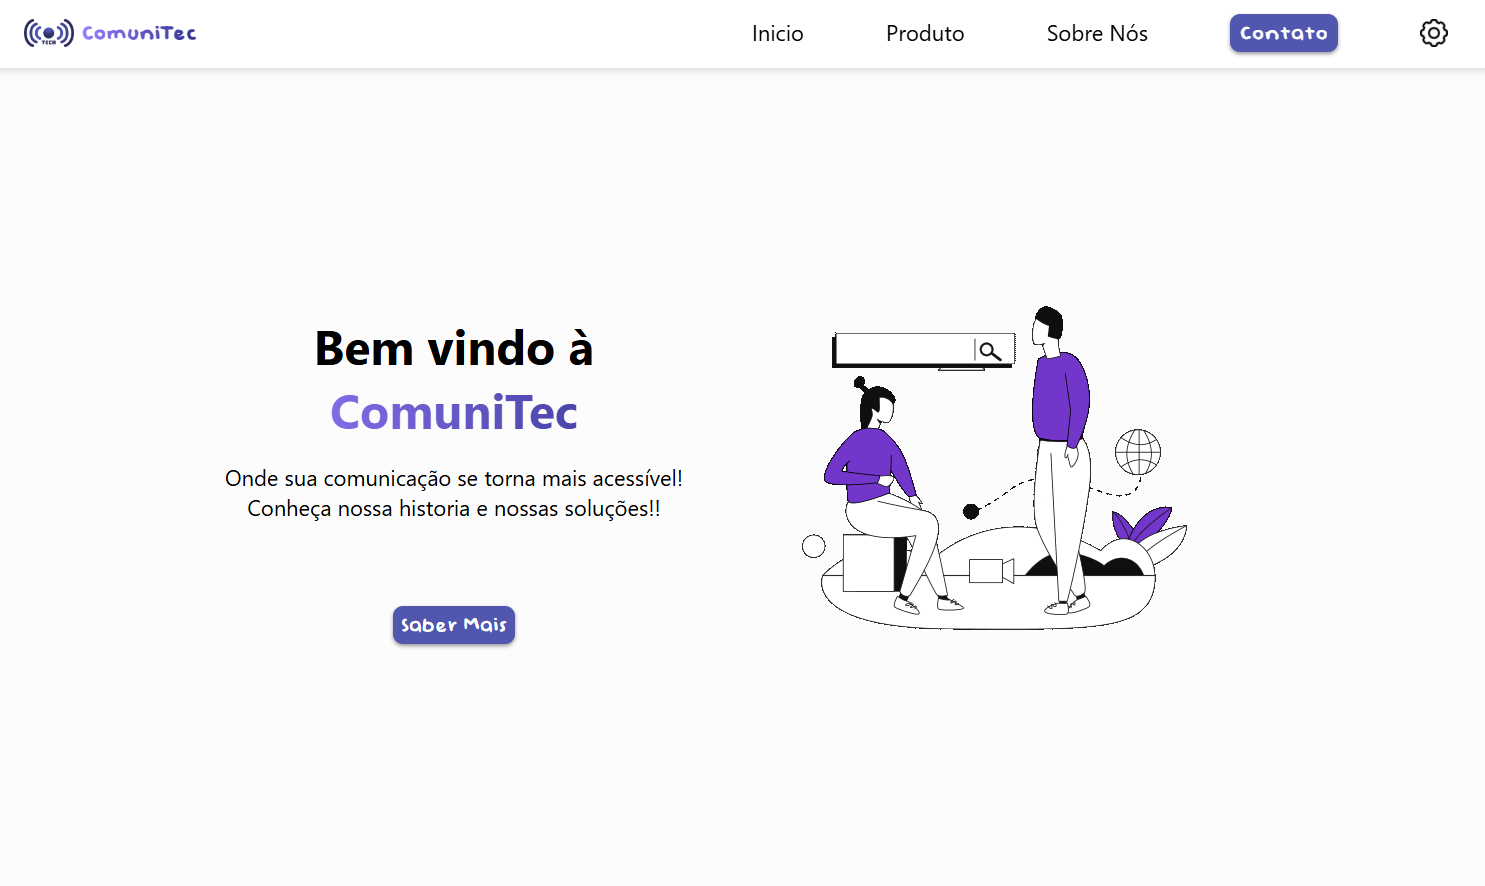 TECH ComuniTec Inicio Produto Sobre Nós Contato
Bem vindo à
ComuniTec
Onde sua comunicação se torna mais acessível!
Conheça nossa historia e nossas soluções!!
Saber Mais